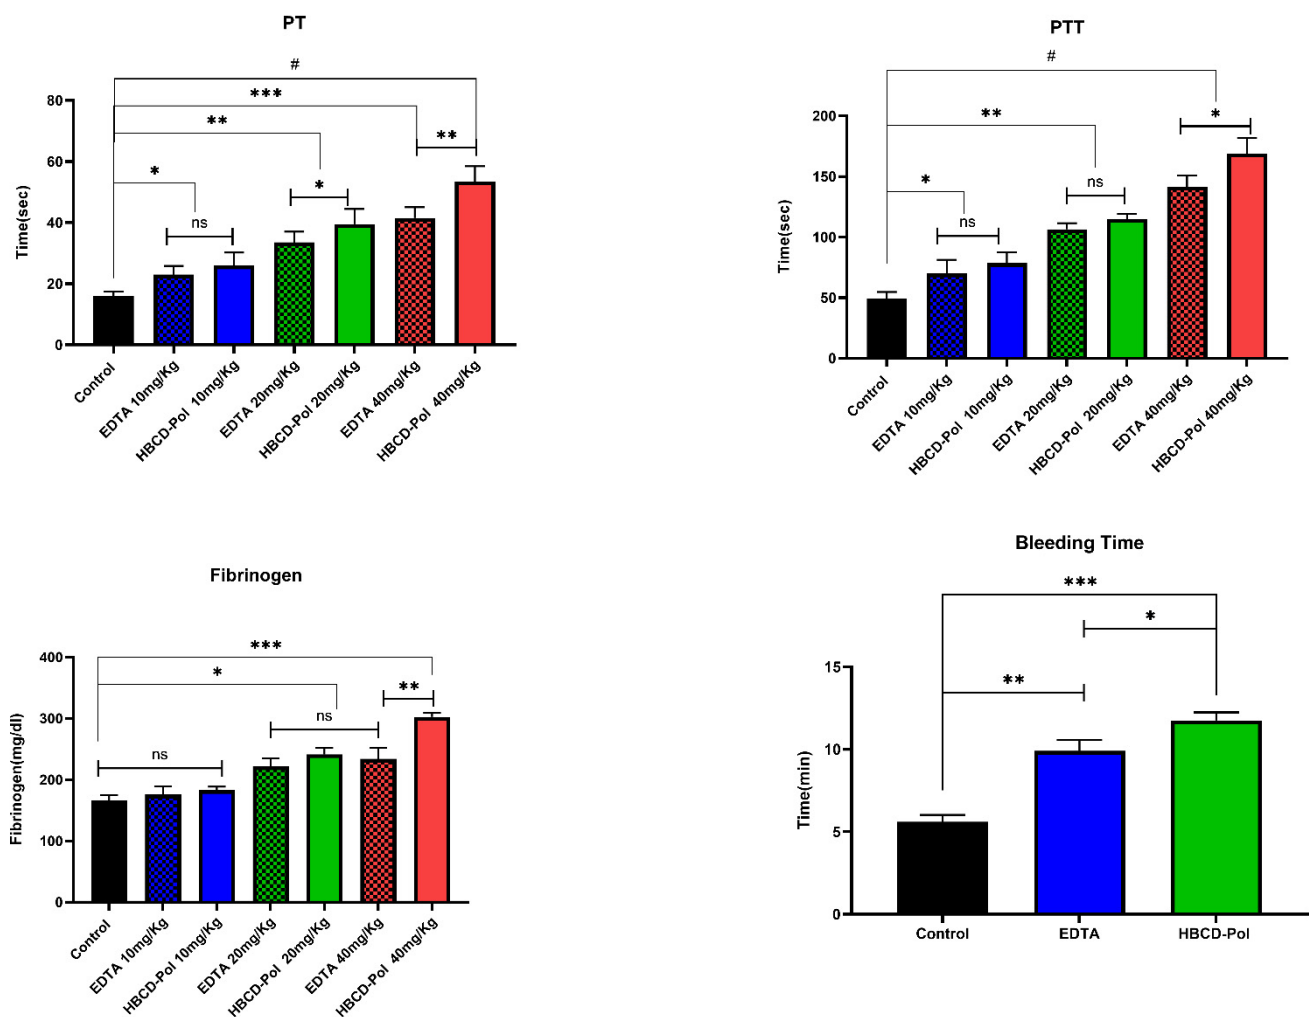 PT
#
***
**
*
ns
*
**
Time(sec)
80
60
40
20
0
Control
EDTA 10mg/Kg
HBCD-Pol 10mg/Kg
EDTA 20mg/Kg
HBCD-Pol 20mg/Kg
EDTA 40mg/Kg
HBCD-Pol 40mg/Kg
PTT
#
**
*
ns
ns
*
Time(sec)
200
150
100
50
0
Control
EDTA 10mg/Kg
HBCD-Pol 10mg/Kg
EDTA 20mg/Kg
HBCD-Pol 20mg/Kg
EDTA 40mg/Kg
HBCD-Pol 40mg/Kg
Fibrinogen
***
*
**
ns
ns
Fibrinogen(mg/dl)
400
300
200
100
0
Control
EDTA 10mg/Kg
HBCD-Pol 10mg/Kg
EDTA 20mg/Kg
HBCD-Pol 20mg/Kg
EDTA 40mg/Kg
HBCD-Pol 40mg/Kg
Bleeding Time
***
*
**
Time(min)
15
10
5
0
Control
EDTA
HBCD-Pol